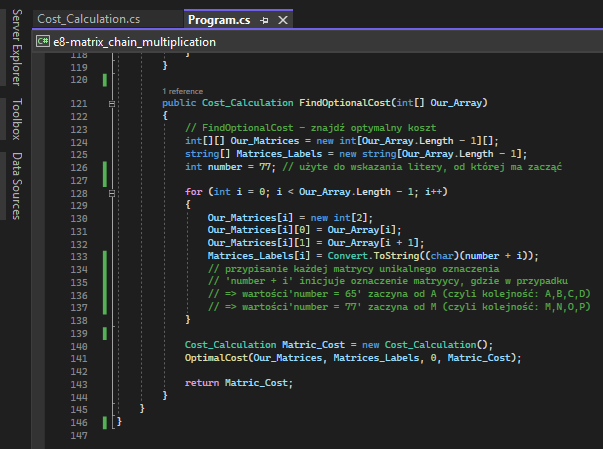 Server Explorer
Toolbox
Data Sources
Cost_Calculation.cs
Program.cs
C# e8-matrix_chain_multiplication
118 }
119 }
120
1 reference
121 public Cost_Calculation FindOptionalCost(int[] Our_Array)
122 {
123 // FindOptionalCost - znajdź optymalny koszt
124 int[][] Our_Matrices = new int[Our_Array.Length - 1][];
125 string[] Matrices_Labels = new string[Our_Array.Length - 1];
126 int number = 77; // użyte do wskazania litery, od której ma zacząć
127
128 for (int i = 0; i < Our_Array.Length - 1; i++)
129 {
130 Our_Matrices[i] = new int[2];
131 Our_Matrices[i][0] = Our_Array[i];
132 Our_Matrices[i][1] = Our_Array[i + 1];
133 Matrices_Labels[i] = Convert.ToString((char)(number + i));
134 // przypisanie każdej matrycy unikalnego oznaczenia
135 // 'number + i' inicjuje oznaczenie matryycy, gdzie w przypadku
136 // => wartości'number = 65' zaczyna od A (czyli kolejność: A,B,C,D)
137 // => wartości'number = 77' zaczyna od M (czyli kolejność: M,N,O,P)
138 }
139
140 Cost_Calculation Matric_Cost = new Cost_Calculation();
141 OptimalCost(Our_Matrices, Matrices_Labels, 0, Matric_Cost);
142
143 return Matric_Cost;
144 }
145 }
146 }
147